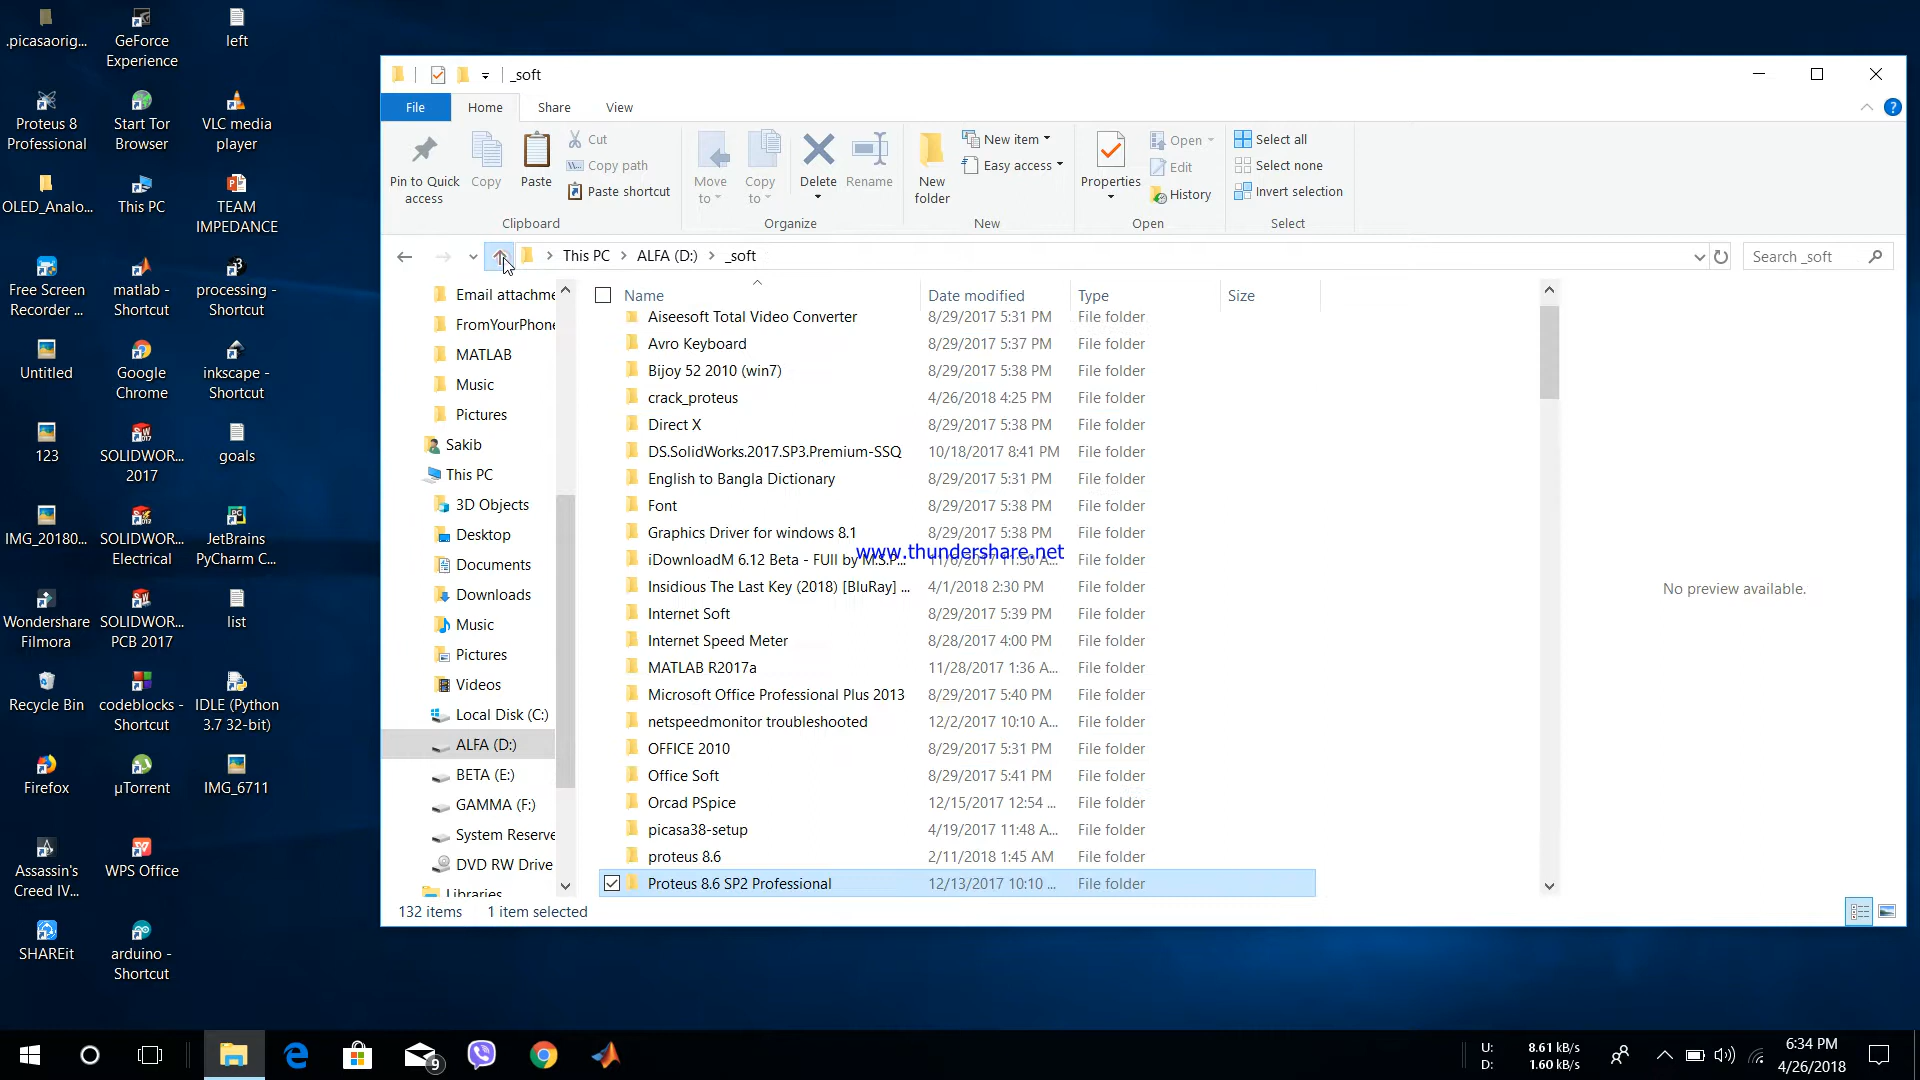 .picasaorig...
GeForce
Experience
left
Proteus 8
Professional
Start Tor
Browser
VLC media
player
OLED_Analo...
This PC
TEAM
IMPEDANCE
Free Screen
Recorder ...
matlab -
Shortcut
processing -
Shortcut
Untitled
Google
Chrome
inkscape -
Shortcut
123
SOLIDWOR...
2017
goals
IMG_20180...
SOLIDWOR...
Electrical
JetBrains
PyCharm C...
Wondershare
Filmora
SOLIDWOR...
PCB 2017
list
Recycle Bin
codeblocks -
Shortcut
IDLE (Python
3.7 32-bit)
Firefox
µTorrent
IMG_6711
Assassin's
Creed IV...
WPS Office
SHAREit
arduino -
Shortcut
_soft
File
Home
Share
View
Pin to Quick
access
Copy
Paste
Cut
Copy path
Paste shortcut
Clipboard
Move
to
Copy
to
Delete
Rename
Organize
New
folder
New item
Easy access
New
Properties
Open
Edit
History
Open
Select all
Select none
Invert selection
Select
This PC > ALFA (D:) > _soft
Search _soft
Email attachme
FromYourPhone
MATLAB
Music
Pictures
Sakib
This PC
3D Objects
Desktop
Documents
Downloads
Music
Pictures
Videos
Local Disk (C:)
ALFA (D:)
BETA (E:)
GAMMA (F:)
System Reserve
DVD RW Drive
Libraries
Name Date modified Type Size
Aiseesoft Total Video Converter 8/29/2017 5:31 PM File folder
Avro Keyboard 8/29/2017 5:37 PM File folder
Bijoy 52 2010 (win7) 8/29/2017 5:38 PM File folder
crack_proteus 4/26/2018 4:25 PM File folder
Direct X 8/29/2017 5:38 PM File folder
DS.SolidWorks.2017.SP3.Premium-SSQ 10/18/2017 8:41 PM File folder
English to Bangla Dictionary 8/29/2017 5:31 PM File folder
Font 8/29/2017 5:38 PM File folder
Graphics Driver for windows 8.1 8/29/2017 5:38 PM File folder
www.thundershare.net
iDownloadM 6.12 Beta - FUll by M.S.P... 11/6/2017 11:50 A... File folder
Insidious The Last Key (2018) [BluRay] ... 4/1/2018 2:30 PM File folder
Internet Soft 8/29/2017 5:39 PM File folder
Internet Speed Meter 8/28/2017 4:00 PM File folder
MATLAB R2017a 11/28/2017 1:36 A... File folder
Microsoft Office Professional Plus 2013 8/29/2017 5:40 PM File folder
netspeedmonitor troubleshooted 12/2/2017 10:10 A... File folder
OFFICE 2010 8/29/2017 5:31 PM File folder
Office Soft 8/29/2017 5:41 PM File folder
Orcad PSpice 12/15/2017 12:54 ... File folder
picasa38-setup 4/19/2017 11:48 A... File folder
proteus 8.6 2/11/2018 1:45 AM File folder
Proteus 8.6 SP2 Professional 12/13/2017 10:10 ... File folder
No preview available.
132 items 1 item selected
9
U: 8.61 kB/s
D: 1.60 kB/s
6:34 PM
4/26/2018